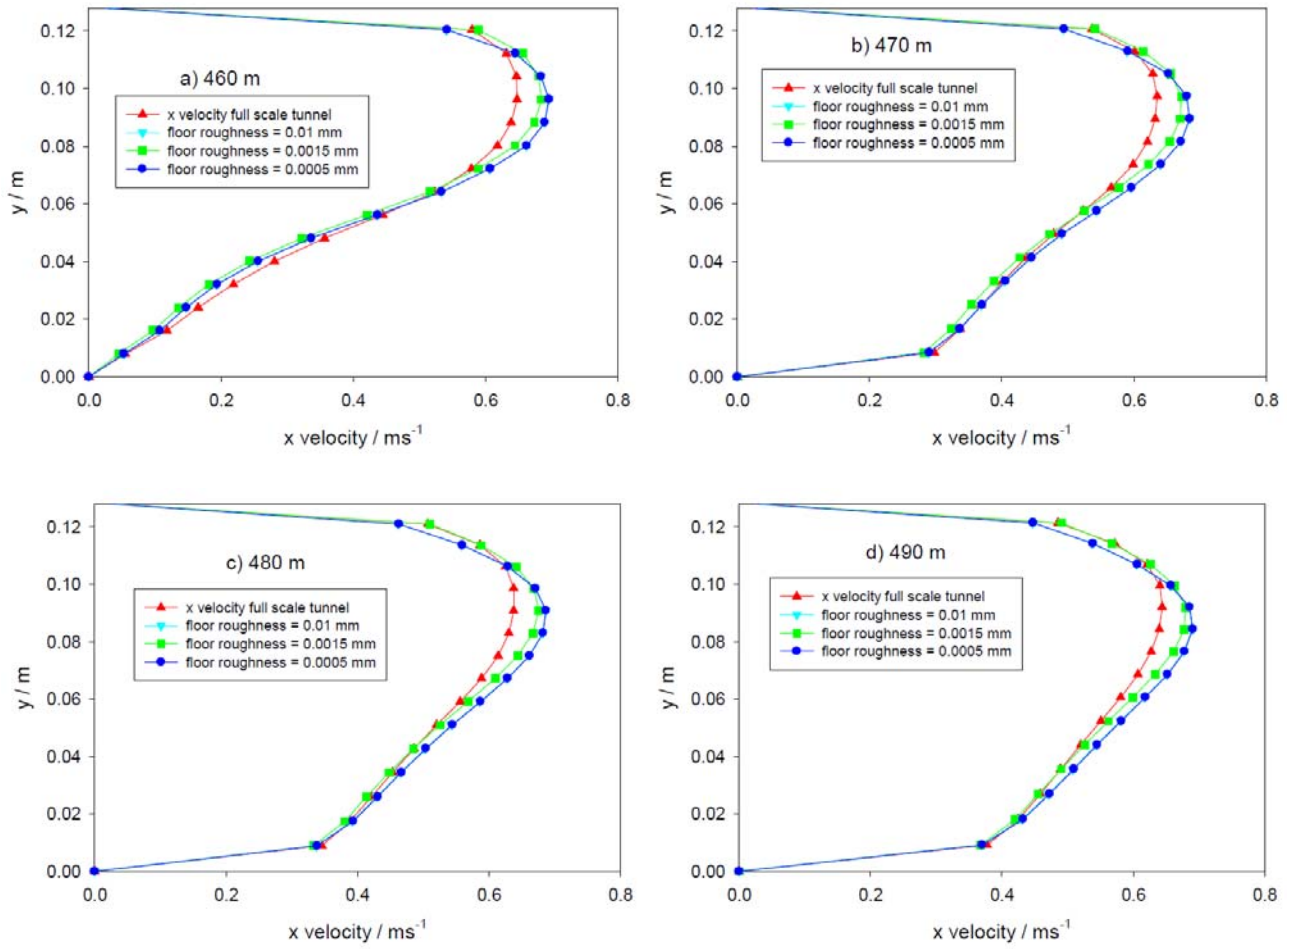 a) 460 m
x velocity full scale tunnel
floor roughness = 0.01 mm
floor roughness = 0.0015 mm
floor roughness = 0.0005 mm
y / m
0.12
0.10
0.08
0.06
0.04
0.02
0.00
0.0 0.2 0.4 0.6 0.8
x velocity / ms⁻¹
b) 470 m
x velocity full scale tunnel
floor roughness = 0.01 mm
floor roughness = 0.0015 mm
floor roughness = 0.0005 mm
y / m
0.12
0.10
0.08
0.06
0.04
0.02
0.00
0.0 0.2 0.4 0.6 0.8
x velocity / ms⁻¹
c) 480 m
x velocity full scale tunnel
floor roughness = 0.01 mm
floor roughness = 0.0015 mm
floor roughness = 0.0005 mm
y / m
0.12
0.10
0.08
0.06
0.04
0.02
0.00
0.0 0.2 0.4 0.6 0.8
x velocity / ms⁻¹
d) 490 m
x velocity full scale tunnel
floor roughness = 0.01 mm
floor roughness = 0.0015 mm
floor roughness = 0.0005 mm
y / m
0.12
0.10
0.08
0.06
0.04
0.02
0.00
0.0 0.2 0.4 0.6 0.8
x velocity / ms⁻¹